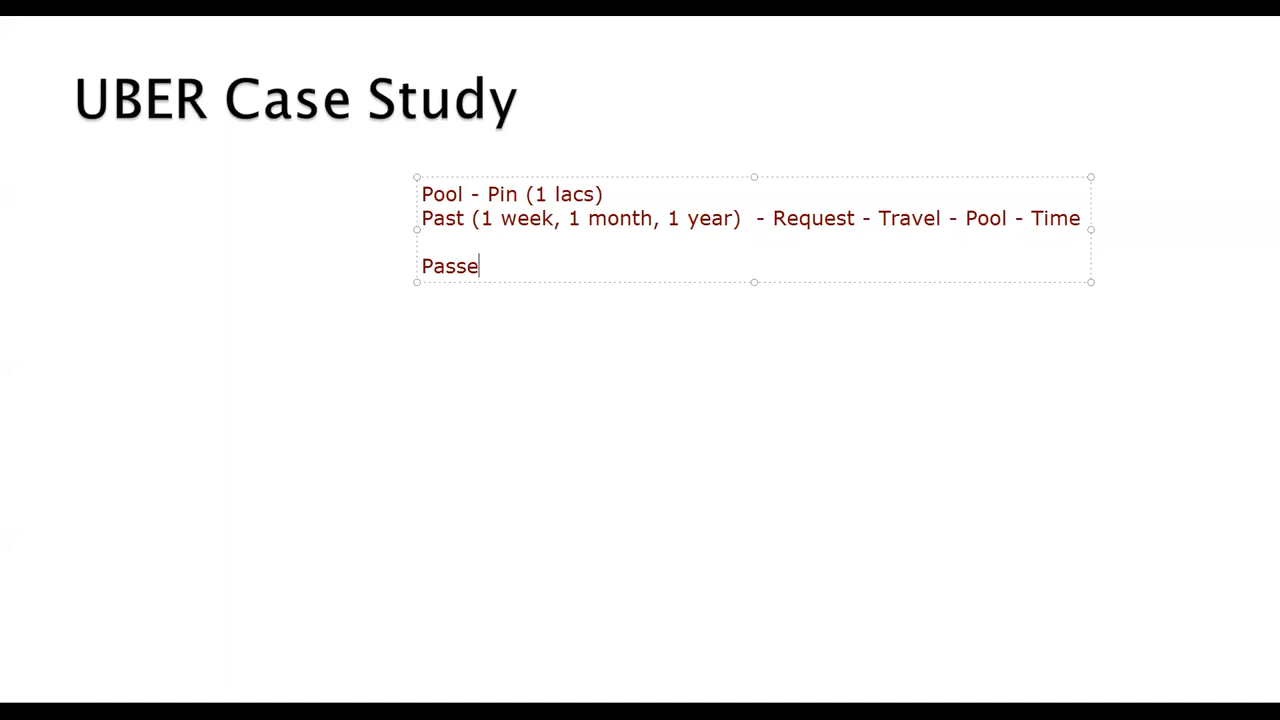 UBER Case Study
Pool - Pin (1 lacs)
Past (1 week, 1 month, 1 year)  - Request - Travel - Pool - Time
Passe